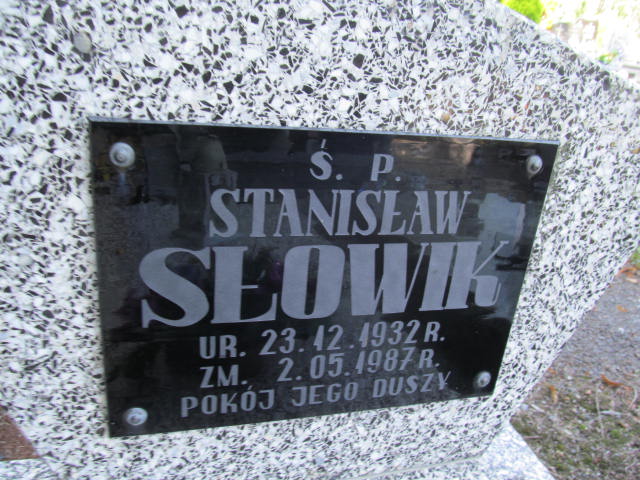 Ś. P.
STANISŁAW
SŁOWIK
UR. 23.12.1932 R.
ZM. 2.05.1987 R.
POKÓJ JEGO DUSZY